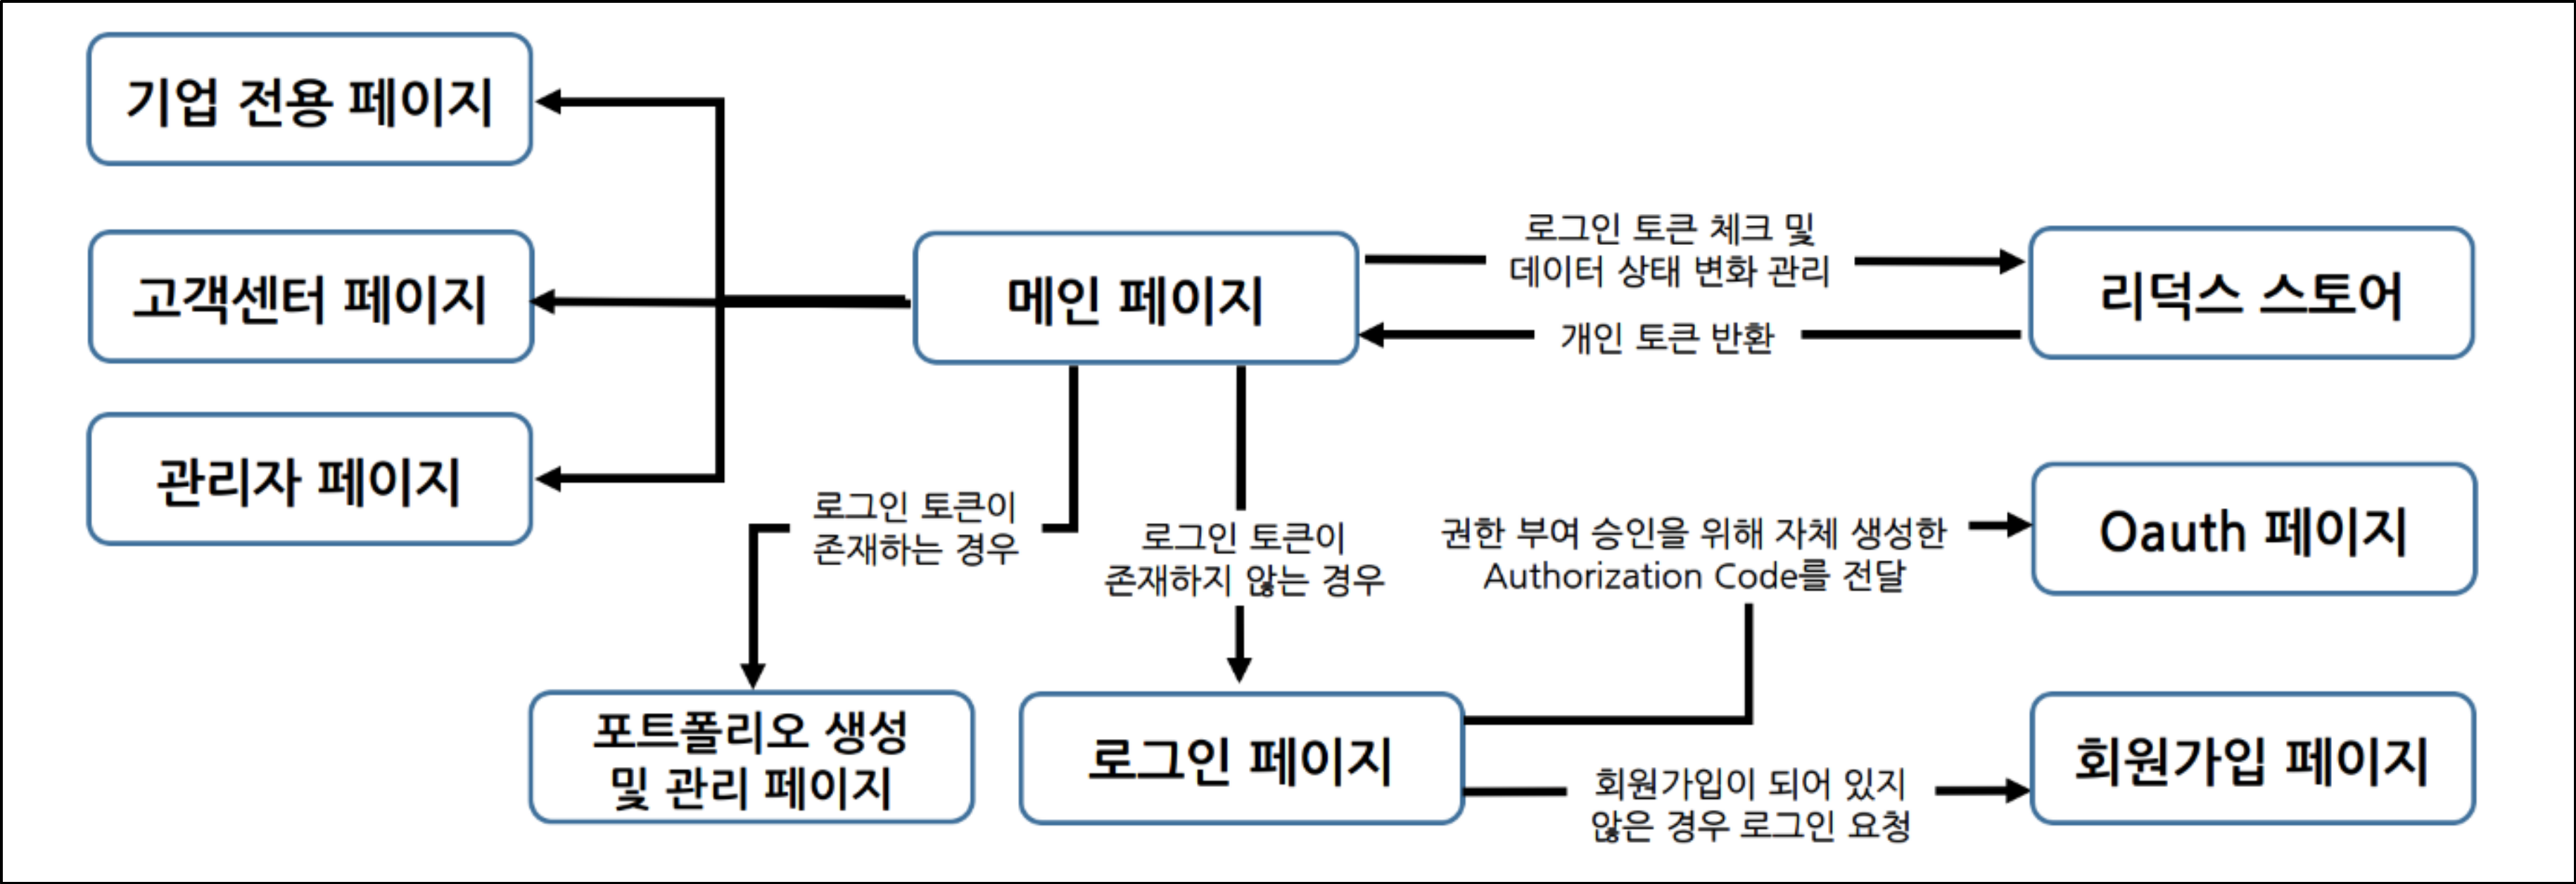 기업 전용 페이지
고객센터 페이지
관리자 페이지
메인 페이지
로그인 토큰 체크 및
데이터 상태 변화 관리
개인 토큰 반환
리덕스 스토어
로그인 토큰이
존재하는 경우
로그인 토큰이
존재하지 않는 경우
권한 부여 승인을 위해 자체 생성한
Authorization Code를 전달
Oauth 페이지
포트폴리오 생성
및 관리 페이지
로그인 페이지
회원가입이 되어 있지
않은 경우 로그인 요청
회원가입 페이지